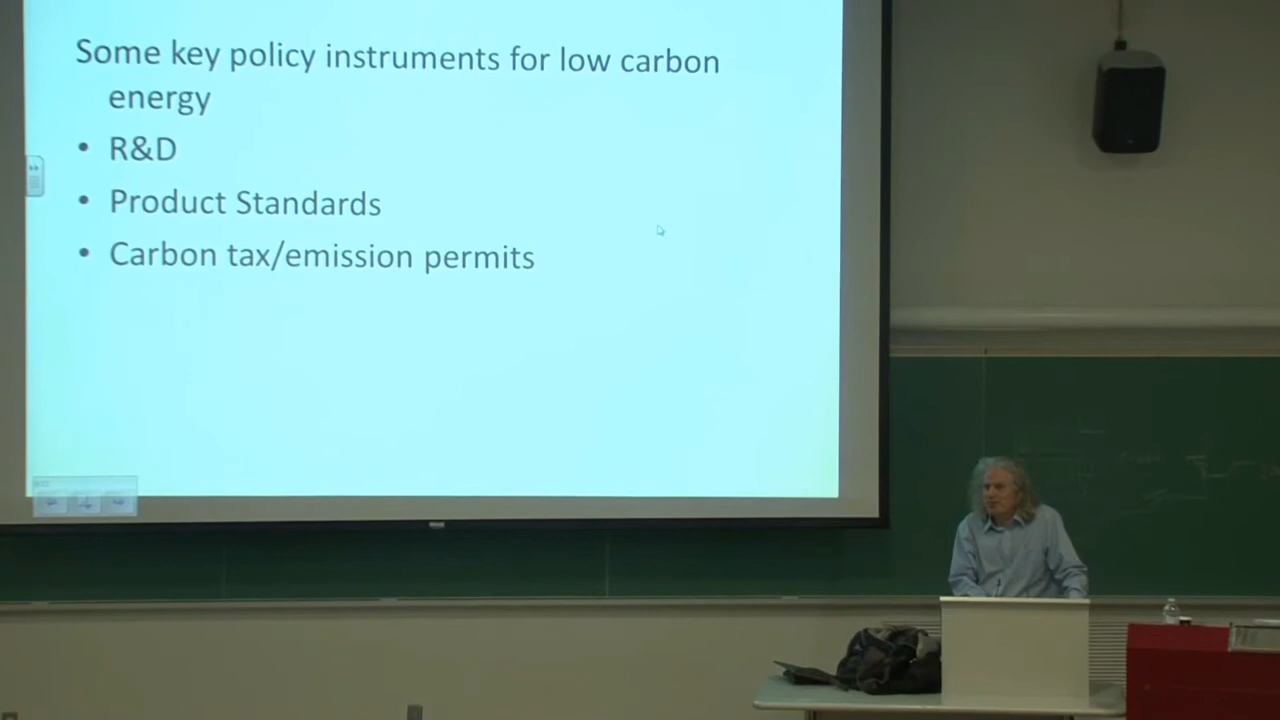 Some key policy instruments for low carbon
energy
• R&D
• Product Standards
• Carbon tax/emission permits